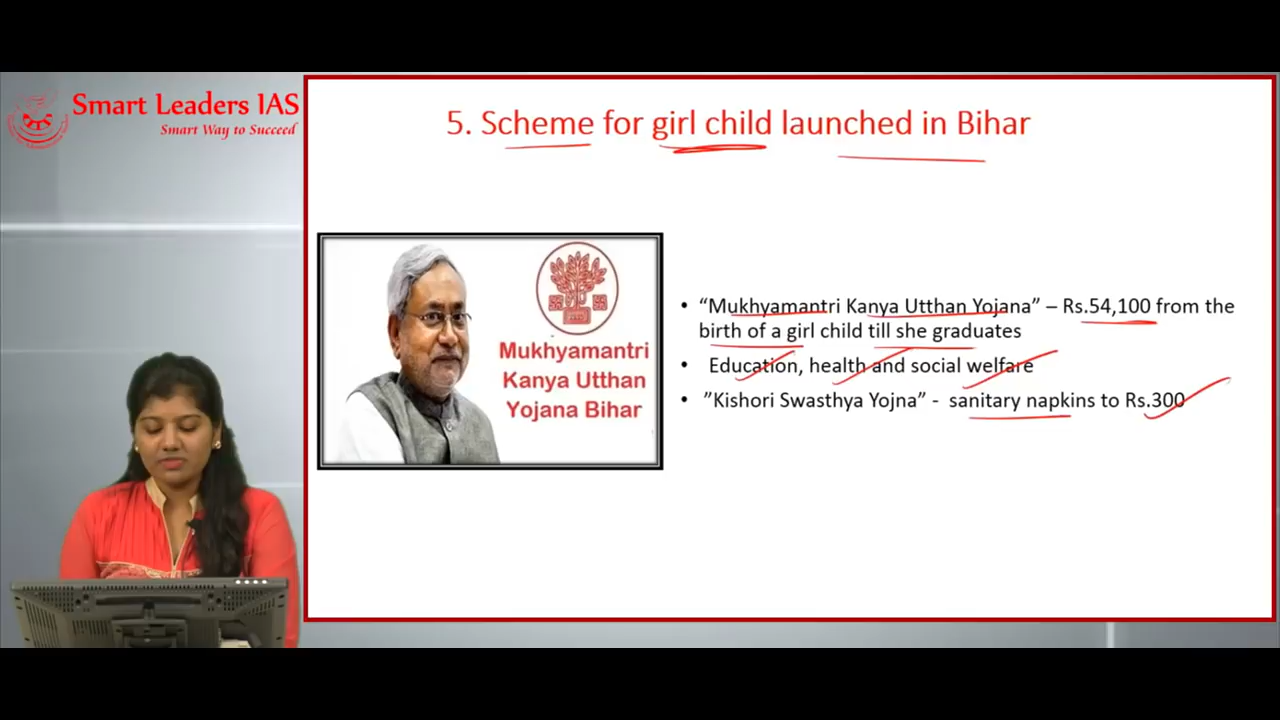 Smart Leaders IAS
Smart Way to Succeed
5. Scheme for girl child launched in Bihar
Mukhyamantri
Kanya Utthan
Yojana Bihar
• “Mukhyamantri Kanya Utthan Yojana” – Rs.54,100 from the
birth of a girl child till she graduates
• Education, health and social welfare
• ”Kishori Swasthya Yojna” - sanitary napkins to Rs.300